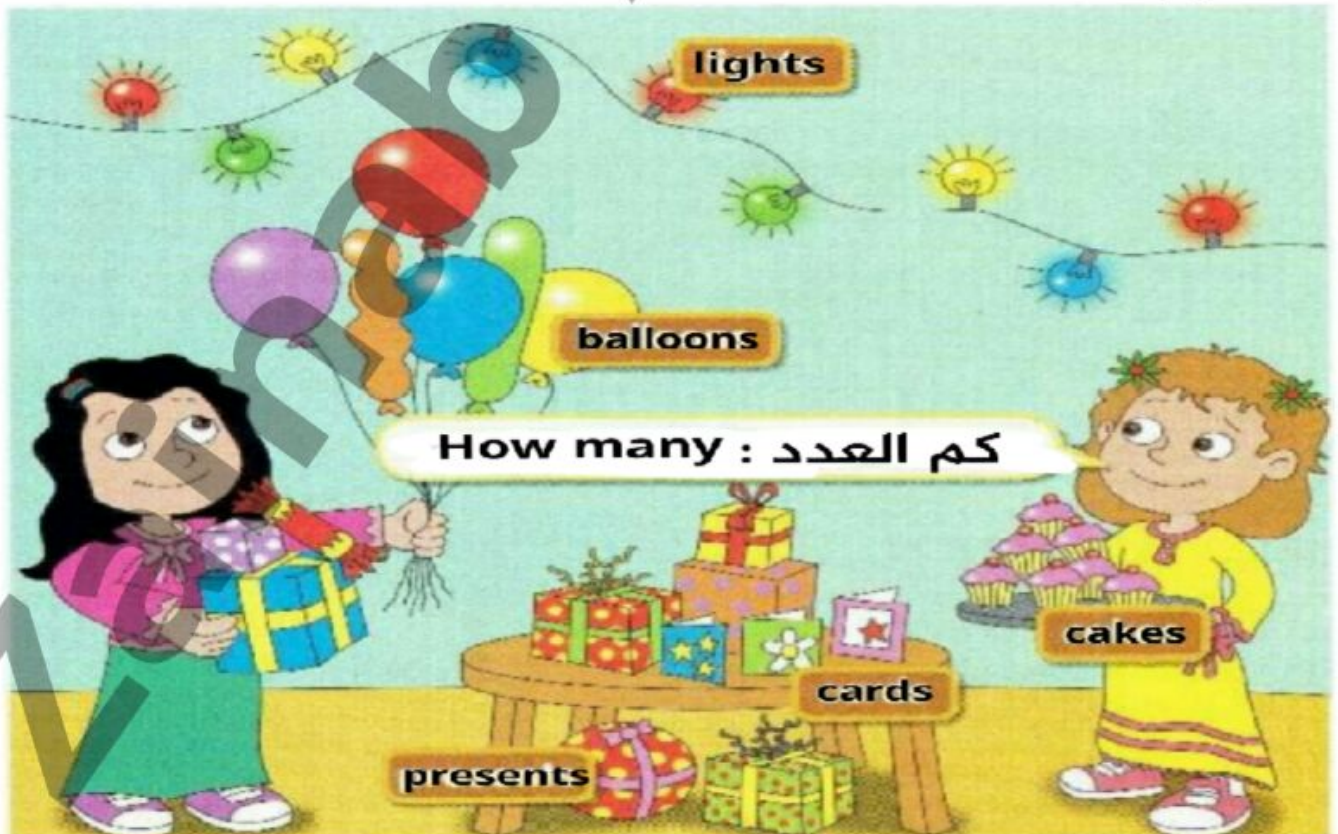 lights
balloons
How many : كم العدد
cakes
cards
presents